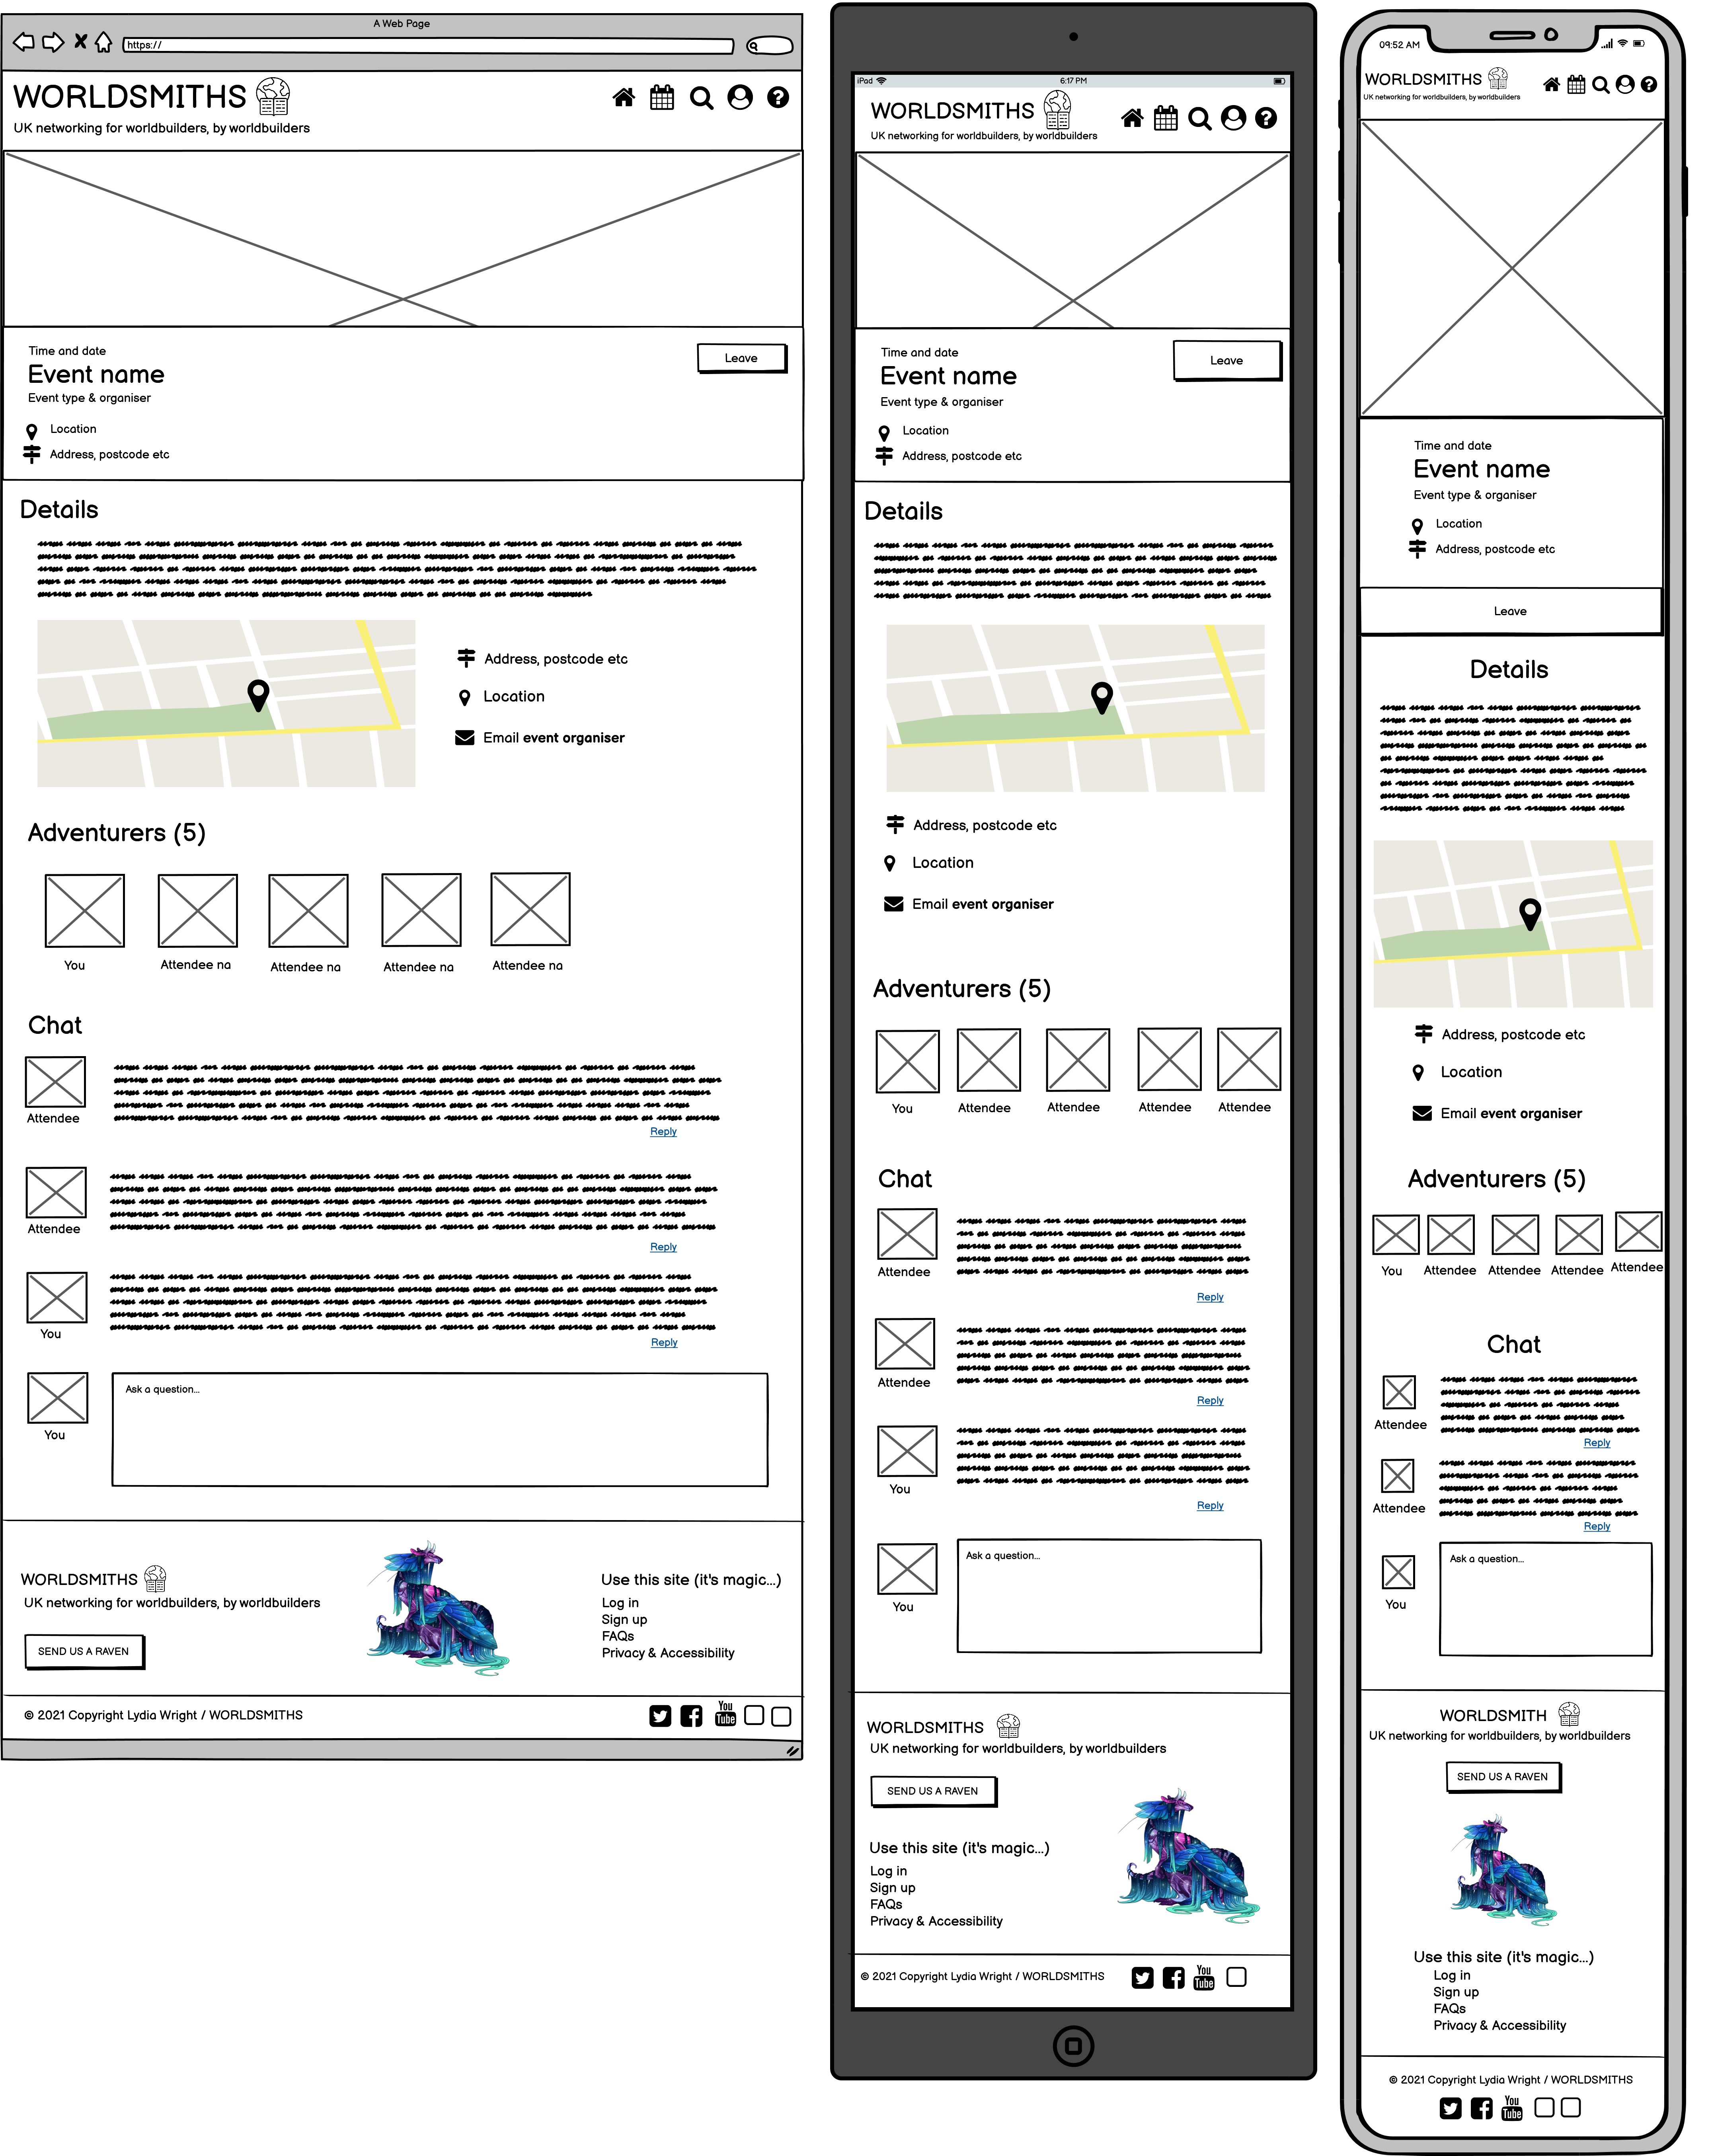 A Web Page
https://
WORLDSMITHS
UK networking for worldbuilders, by worldbuilders
Time and date
Event name
Event type & organiser
Location
Address, postcode etc
Leave
Details
Address, postcode etc
Location
Email event organiser
Adventurers (5)
You
Attendee na
Attendee na
Attendee na
Attendee na
Chat
Attendee
Reply
Attendee
Reply
You
Reply
You
Ask a question...
WORLDSMITHS
UK networking for worldbuilders, by worldbuilders
SEND US A RAVEN
Use this site (it's magic...)
Log in
Sign up
FAQs
Privacy & Accessibility
© 2021 Copyright Lydia Wright / WORLDSMITHS
You
Tube
iPad
6:17 PM
WORLDSMITHS
UK networking for worldbuilders, by worldbuilders
Time and date
Event name
Event type & organiser
Location
Address, postcode etc
Leave
Details
Address, postcode etc
Location
Email event organiser
Adventurers (5)
You
Attendee
Attendee
Attendee
Attendee
Chat
Attendee
Reply
Attendee
Reply
You
Reply
You
Ask a question...
WORLDSMITHS
UK networking for worldbuilders, by worldbuilders
SEND US A RAVEN
Use this site (it's magic...)
Log in
Sign up
FAQs
Privacy & Accessibility
© 2021 Copyright Lydia Wright / WORLDSMITHS
You
Tube
09:52 AM
WORLDSMITHS
UK networking for worldbuilders, by worldbuilders
Time and date
Event name
Event type & organiser
Location
Address, postcode etc
Leave
Details
Address, postcode etc
Location
Email event organiser
Adventurers (5)
You
Attendee
Attendee
Attendee
Attendee
Chat
Attendee
Reply
Attendee
Reply
You
Ask a question...
WORLDSMITH
UK networking for worldbuilders, by worldbuilders
SEND US A RAVEN
Use this site (it's magic...)
Log in
Sign up
FAQs
Privacy & Accessibility
© 2021 Copyright Lydia Wright / WORLDSMITHS
You
Tube